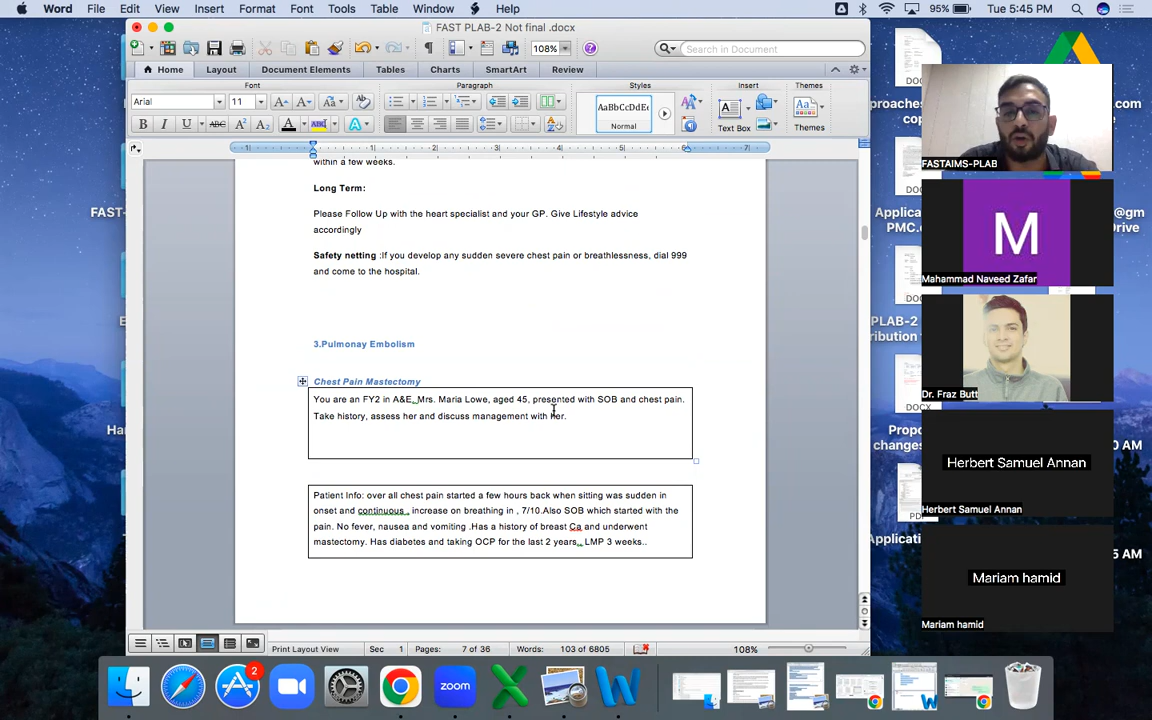 Word File Edit View Insert Format Font Tools Table Window Help
95% Tue 5:45 PM
FAST PLAB-2 Not final .docx
108%
Search in Document
Home Layout Document Elements Tables Charts SmartArt Review
Font Paragraph Styles Insert Themes
Arial 11
AaBbCcDdEe
Normal
Text Box
Themes
within a few weeks.
Long Term:
Please Follow Up with the heart specialist and your GP. Give Lifestyle advice
accordingly
Safety netting :If you develop any sudden severe chest pain or breathlessness, dial 999
and come to the hospital.
3.Pulmonay Embolism
Chest Pain Mastectomy
You are an FY2 in A&E, Mrs. Maria Lowe, aged 45, presented with SOB and chest pain.
Take history, assess her and discuss management with her.
Patient Info: over all chest pain started a few hours back when sitting was sudden in
onset and continuous , increase on breathing in , 7/10.Also SOB which started with the
pain. No fever, nausea and vomiting .Has a history of breast Ca and underwent
mastectomy. Has diabetes and taking OCP for the last 2 years,, LMP 3 weeks..
Print Layout View Sec 1 Pages: 7 of 36 Words: 103 of 6805 108%
FASTAIMS-PLAB
M
Mahammad Naveed Zafar
Dr. Fraz Butt
Herbert Samuel Annan
Herbert Samuel Annan
Mariam hamid
Mariam hamid
FAST-
2
zoom
DOCX
PLAB-2
@gm
Drive